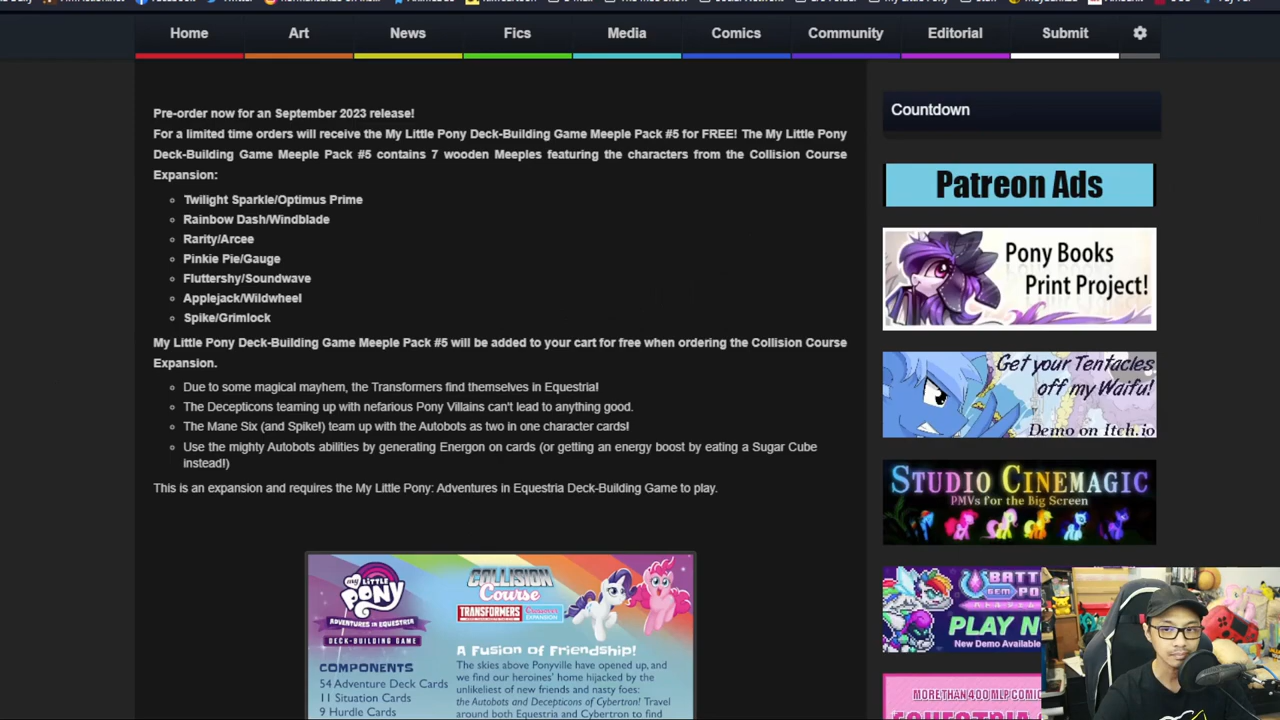 Home Art News Fics Media Comics Community Editorial Submit
Pre-order now for an September 2023 release!
For a limited time orders will receive the My Little Pony Deck-Building Game Meeple Pack #5 for FREE! The My Little Pony
Deck-Building Game Meeple Pack #5 contains 7 wooden Meeples featuring the characters from the Collision Course
Expansion:
Twilight Sparkle/Optimus Prime
Rainbow Dash/Windblade
Rarity/Arcee
Pinkie Pie/Gauge
Fluttershy/Soundwave
Applejack/Wildwheel
Spike/Grimlock
My Little Pony Deck-Building Game Meeple Pack #5 will be added to your cart for free when ordering the Collision Course
Expansion.
Due to some magical mayhem, the Transformers find themselves in Equestria!
The Decepticons teaming up with nefarious Pony Villains can't lead to anything good.
The Mane Six (and Spike!) team up with the Autobots as two in one character cards!
Use the mighty Autobots abilities by generating Energon on cards (or getting an energy boost by eating a Sugar Cube
instead!)
This is an expansion and requires the My Little Pony: Adventures in Equestria Deck-Building Game to play.
my LITTLE
PONY
ADVENTURES IN EQUESTRIA
DECK-BUILDING GAME
COMPONENTS
54 Adventure Deck Cards
11 Situation Cards
9 Hurdle Cards
COLLISION
Course
TRANSFORMERS
EXPANSION
A Fusion of Friendship!
The skies above Ponyville have opened up, and
we find our heroines' home hijacked by the
unlikeliest of new friends and nasty foes:
the Autobots and Decepticons of Cybertron! Travel
around both Equestria and Cybertron to find
Countdown
Patreon Ads
Pony Books
Print Project!
Get your Tentacles
off my Waifu!
Demo on Itch.io
STUDIO CINEMAGIC
PMVs for the Big Screen
GEM
PLAY N
New Demo Available
MORE THAN 400 MLP COMIC